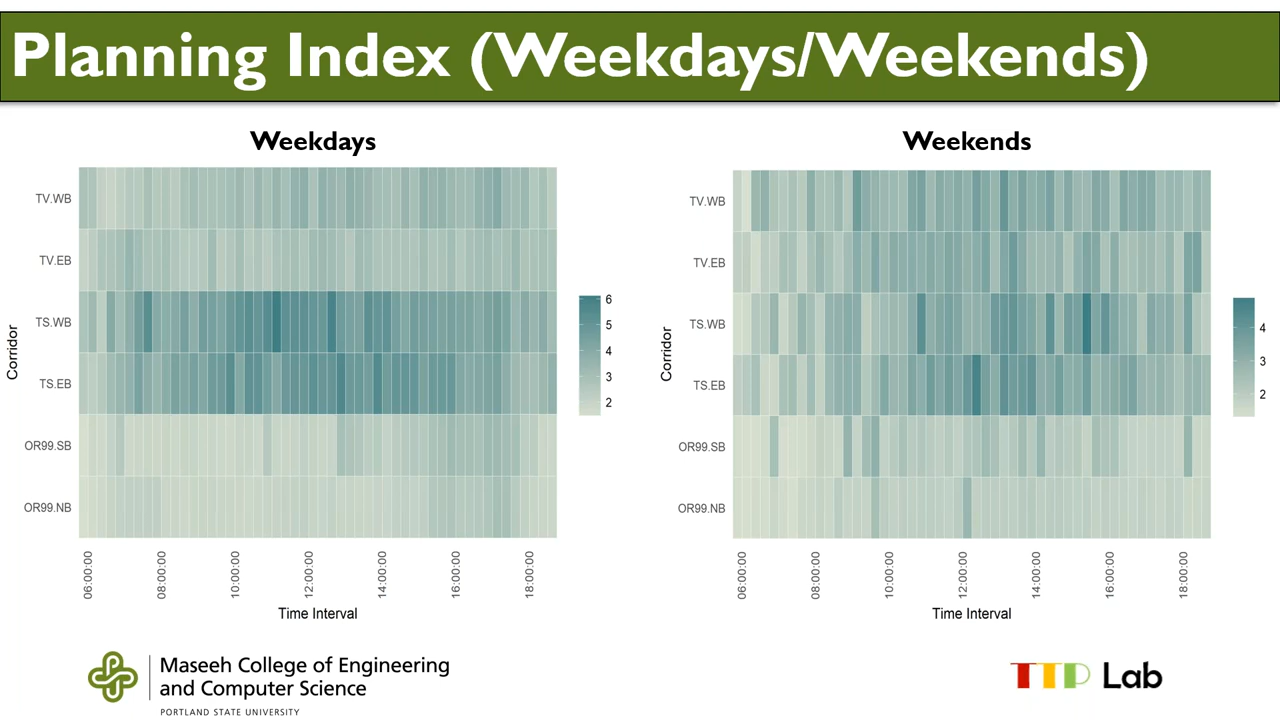 Planning Index (Weekdays/Weekends)
Weekdays
Corridor
TV.WB
TV.EB
TS.WB
TS.EB
OR99.SB
OR99.NB
06:00:00
08:00:00
10:00:00
12:00:00
14:00:00
16:00:00
18:00:00
Time Interval
6
5
4
3
2
Weekends
Corridor
TV.WB
TV.EB
TS.WB
TS.EB
OR99.SB
OR99.NB
06:00:00
08:00:00
10:00:00
12:00:00
14:00:00
16:00:00
18:00:00
Time Interval
4
3
2
Maseeh College of Engineering
and Computer Science
PORTLAND STATE UNIVERSITY
TTP Lab